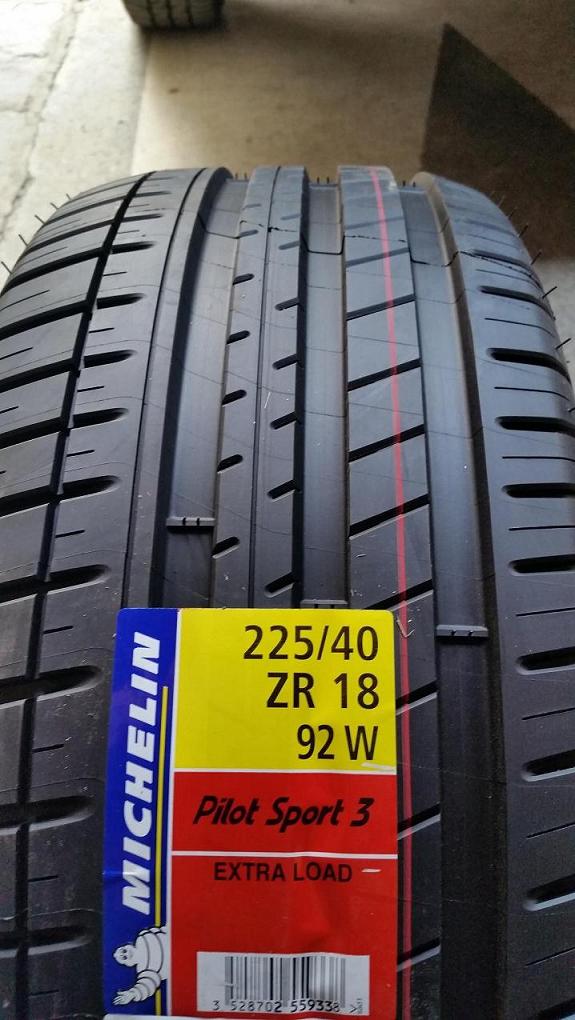 225/40
ZR 18
92 W
MICHELIN
Pilot Sport 3
EXTRA LOAD
3 528702 559338 >